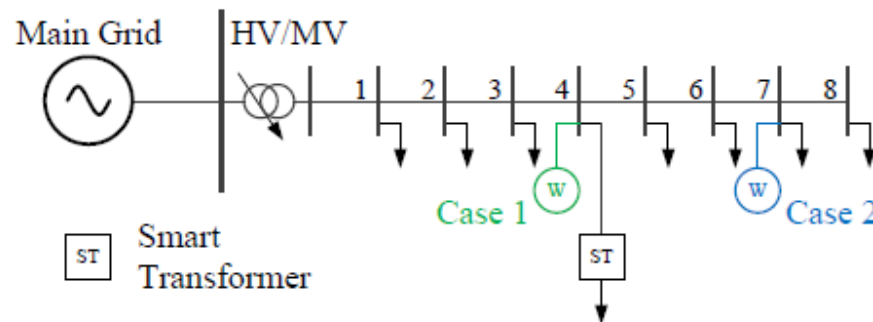 Main Grid
HV/MV
1 2 3 4 5 6 7 8
W
W
Case 1
Case 2
ST
Smart
Transformer
ST